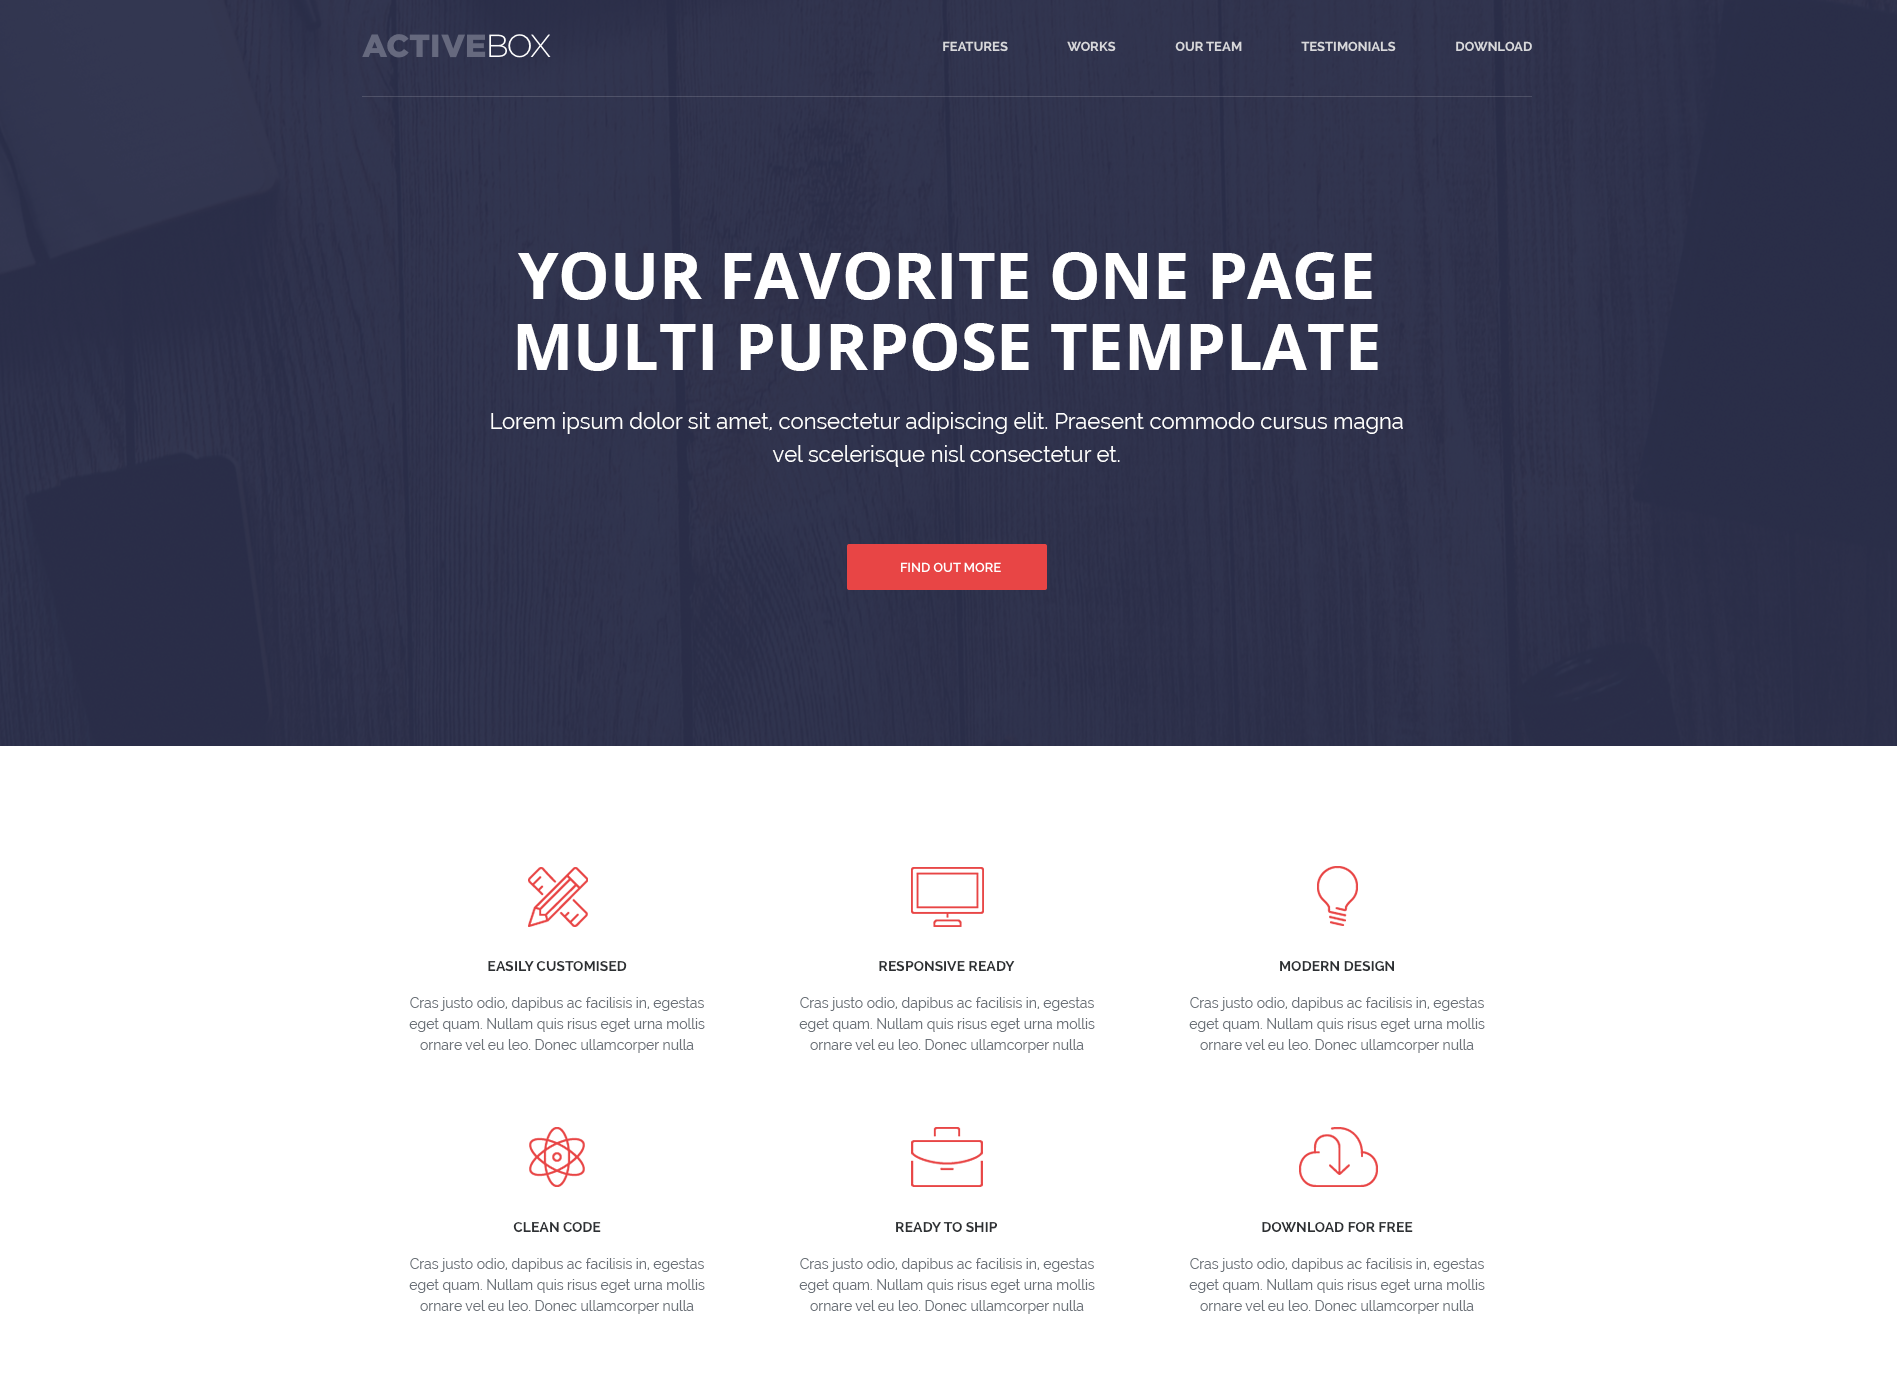 ACTIVEBOX
FEATURES WORKS OUR TEAM TESTIMONIALS DOWNLOAD
YOUR FAVORITE ONE PAGE
MULTI PURPOSE TEMPLATE
Lorem ipsum dolor sit amet, consectetur adipiscing elit. Praesent commodo cursus magna
vel scelerisque nisl consectetur et.
FIND OUT MORE
EASILY CUSTOMISED
Cras justo odio, dapibus ac facilisis in, egestas
eget quam. Nullam quis risus eget urna mollis
ornare vel eu leo. Donec ullamcorper nulla
RESPONSIVE READY
Cras justo odio, dapibus ac facilisis in, egestas
eget quam. Nullam quis risus eget urna mollis
ornare vel eu leo. Donec ullamcorper nulla
MODERN DESIGN
Cras justo odio, dapibus ac facilisis in, egestas
eget quam. Nullam quis risus eget urna mollis
ornare vel eu leo. Donec ullamcorper nulla
CLEAN CODE
Cras justo odio, dapibus ac facilisis in, egestas
eget quam. Nullam quis risus eget urna mollis
ornare vel eu leo. Donec ullamcorper nulla
READY TO SHIP
Cras justo odio, dapibus ac facilisis in, egestas
eget quam. Nullam quis risus eget urna mollis
ornare vel eu leo. Donec ullamcorper nulla
DOWNLOAD FOR FREE
Cras justo odio, dapibus ac facilisis in, egestas
eget quam. Nullam quis risus eget urna mollis
ornare vel eu leo. Donec ullamcorper nulla